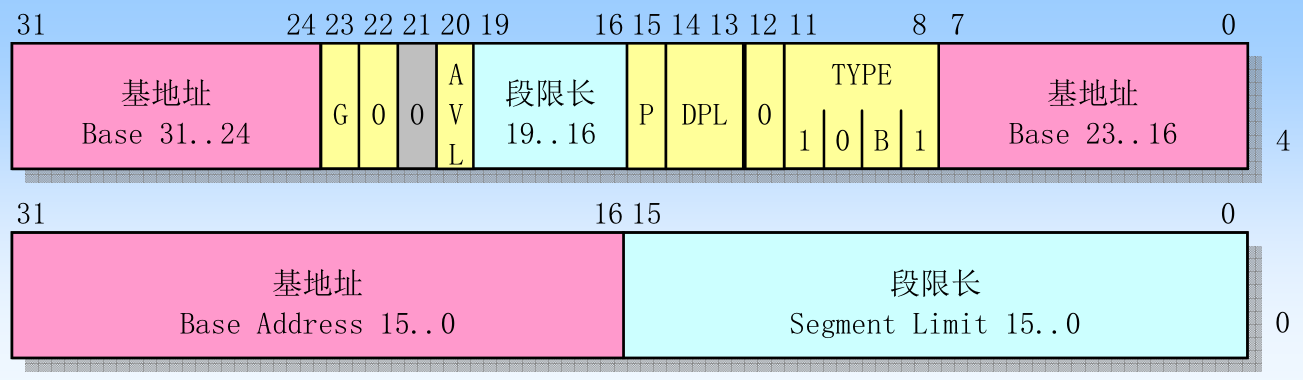 31 24 23 22 21 20 19 16 15 14 13 12 11 8 7 0
基地址
Base 31..24
G
0
0
A
V
L
段限长
19..16
P
DPL
0
TYPE
1 0 B 1
基地址
Base 23..16
4
31 16 15 0
基地址
Base Address 15..0
段限长
Segment Limit 15..0
0